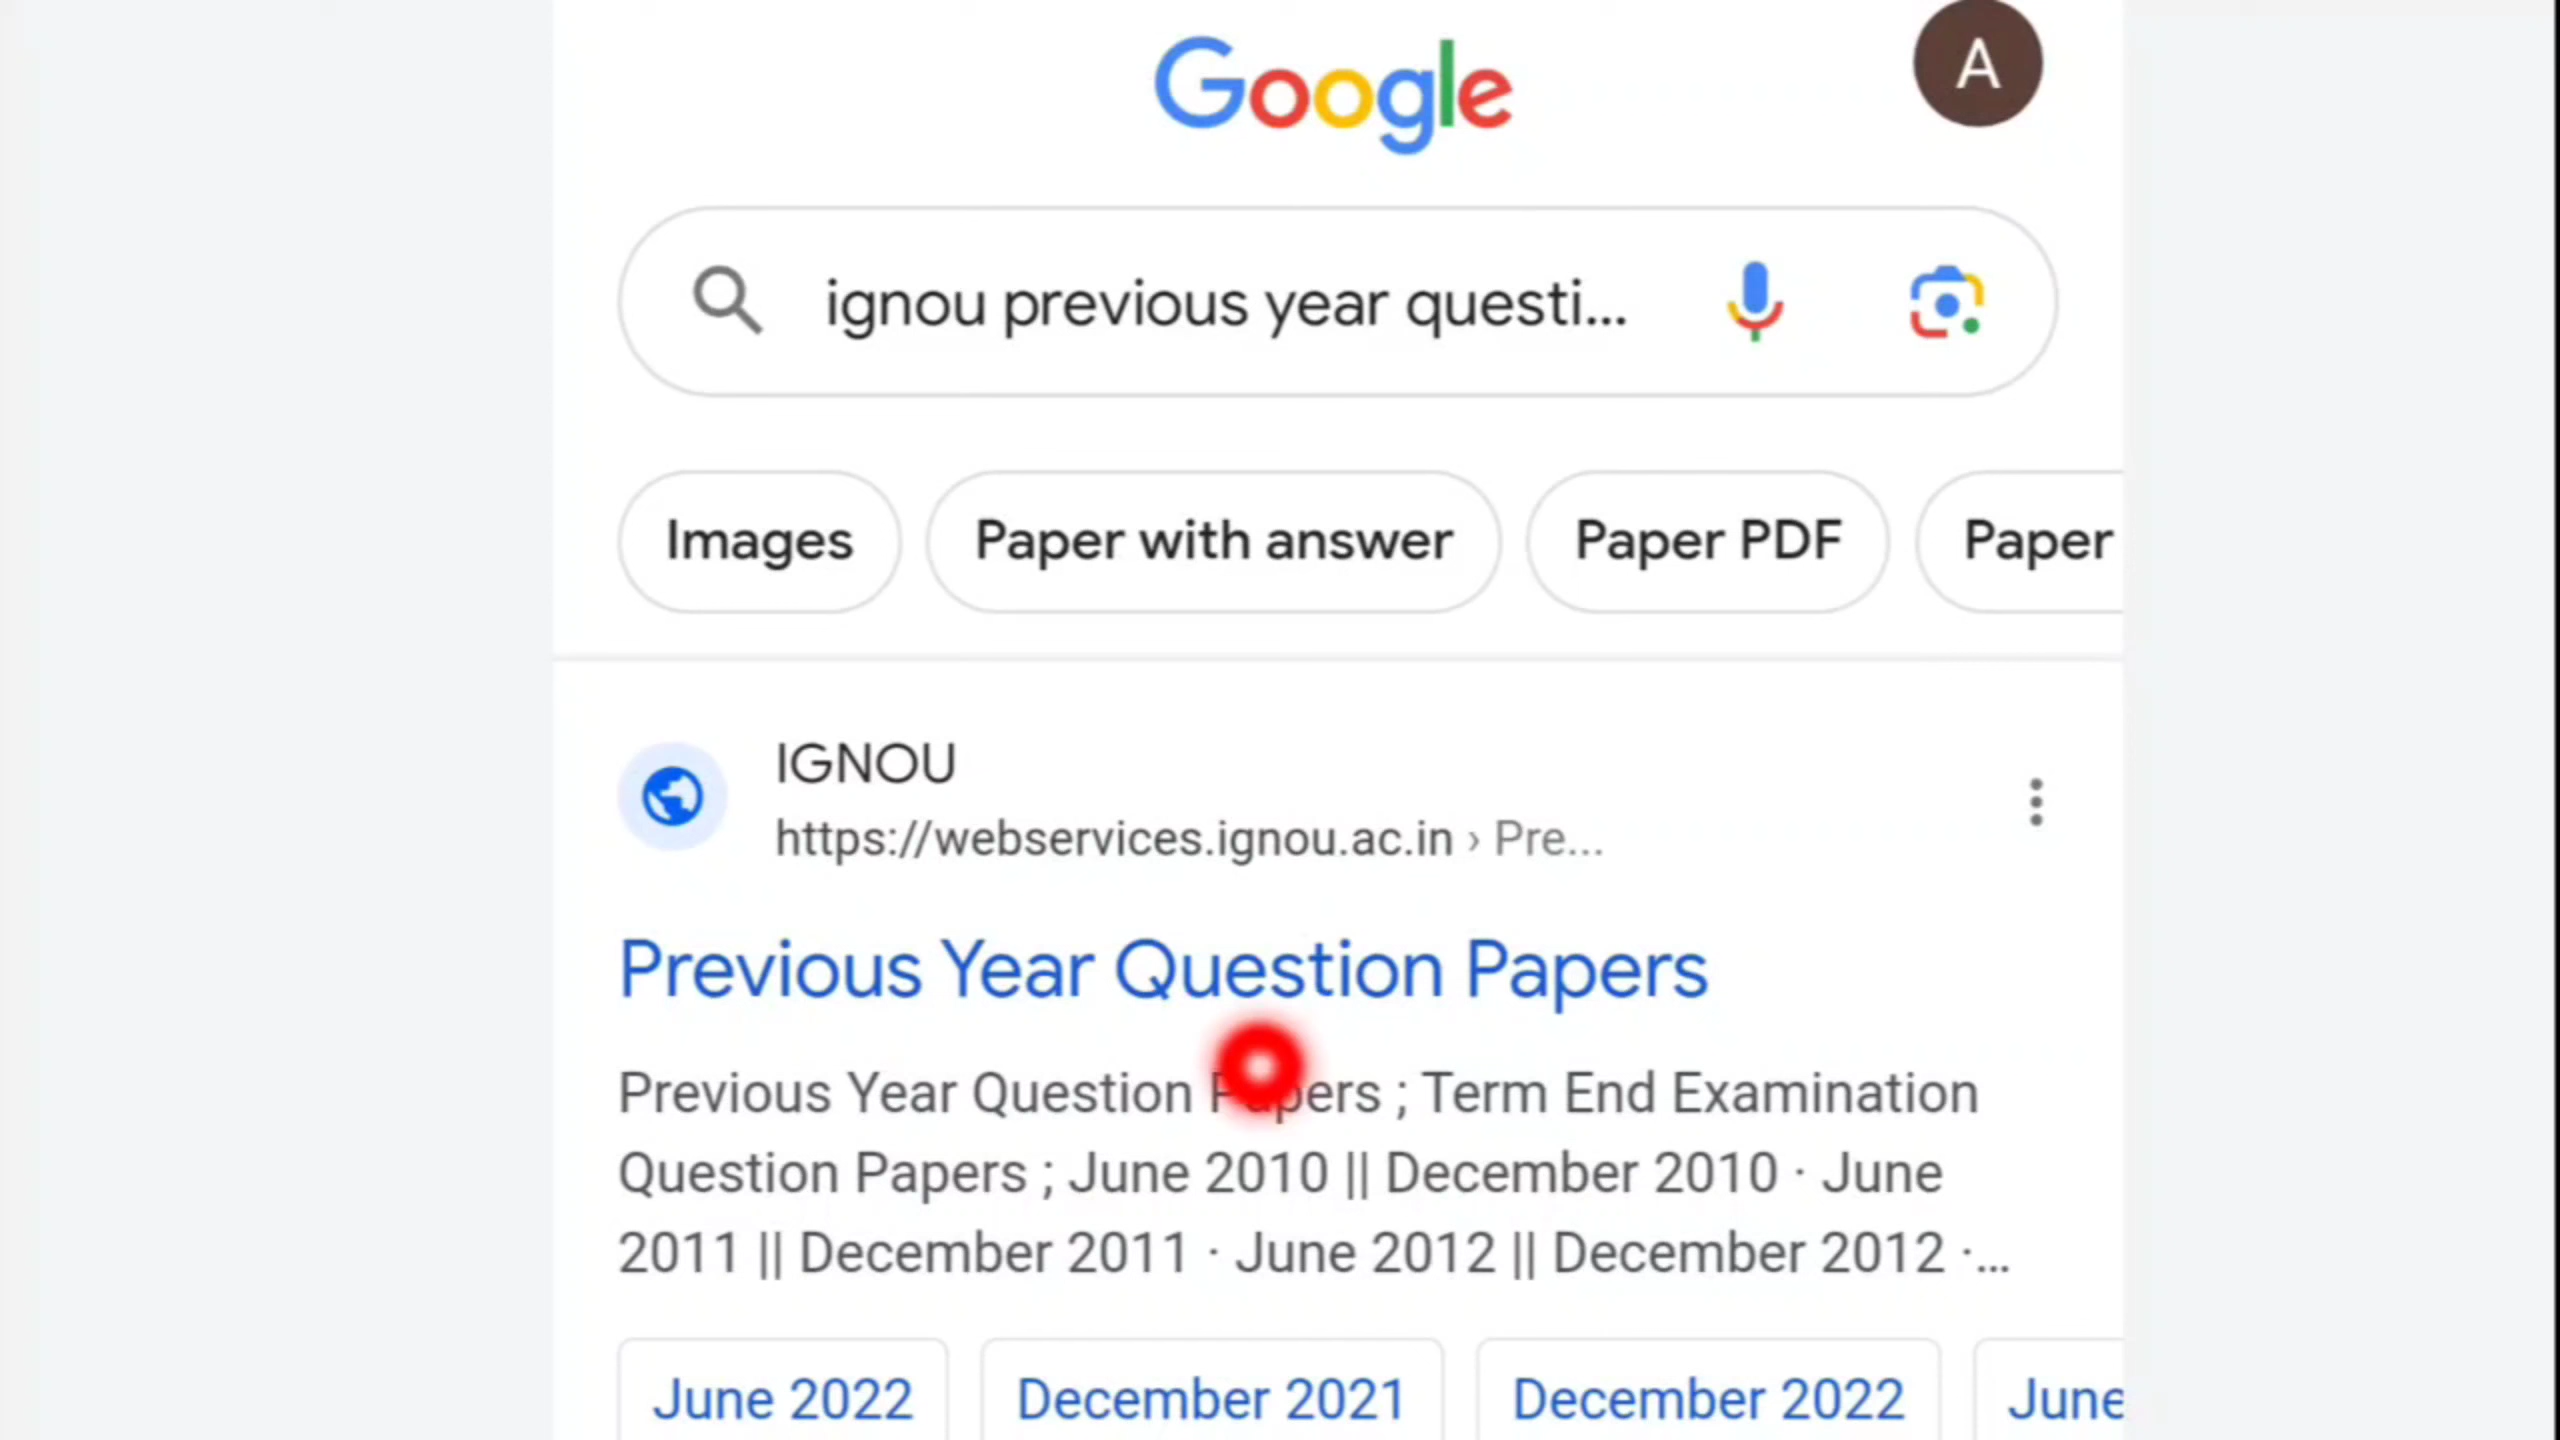 Google
A
ignou previous year questi...
Images
Paper with answer
Paper PDF
Paper
IGNOU
https://webservices.ignou.ac.in › Pre...
Previous Year Question Papers
Previous Year Question Papers ; Term End Examination
Question Papers ; June 2010 || December 2010 · June
2011 || December 2011 · June 2012 || December 2012 ·...
June 2022
December 2021
December 2022
June